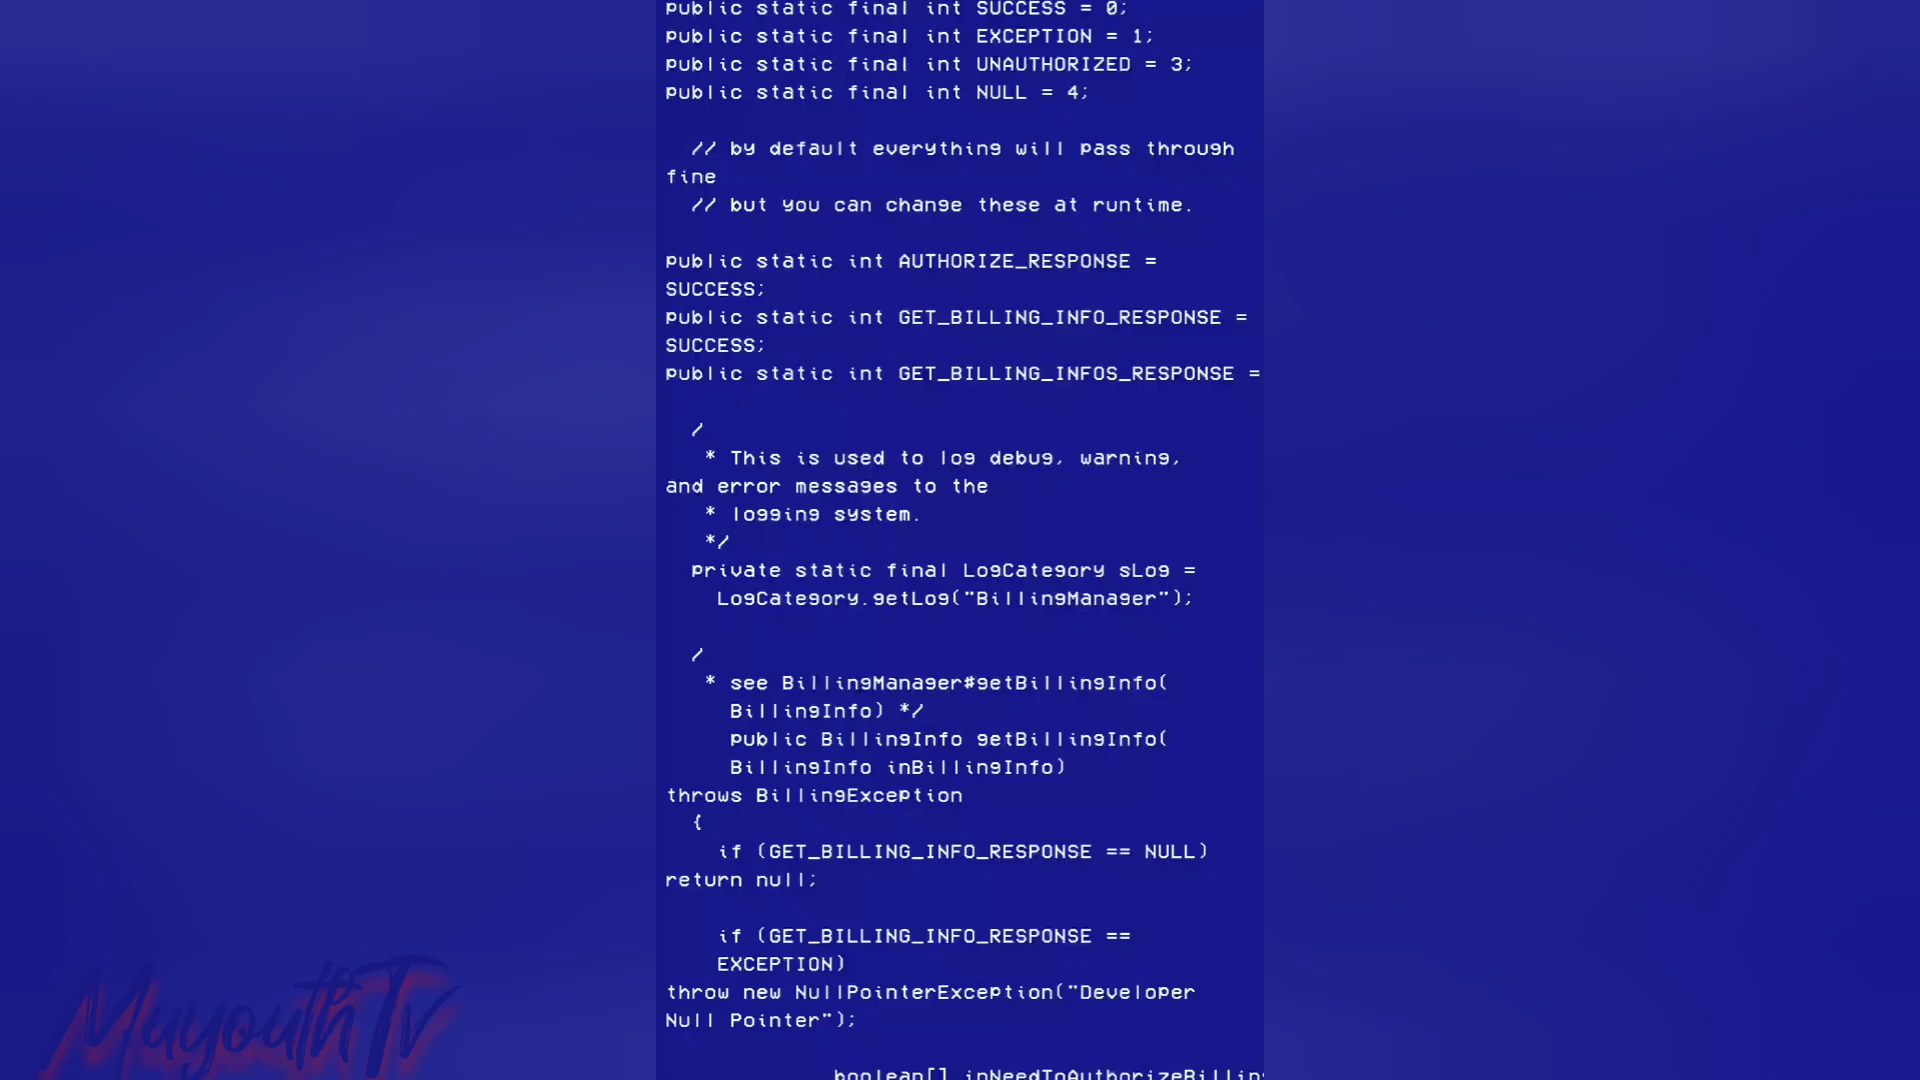 public static final int SUCCESS = 0;
public static final int EXCEPTION = 1;
public static final int UNAUTHORIZED = 3;
public static final int NULL = 4;
// by default everything will pass through
fine
// but you can change these at runtime.
public static int AUTHORIZE_RESPONSE =
SUCCESS;
public static int GET_BILLING_INFO_RESPONSE =
SUCCESS;
public static int GET_BILLING_INFOS_RESPONSE =
/
* This is used to log debug, warning,
and error messages to the
* logging system.
*/
private static final LogCategory sLog =
LogCategory.getLog("BillingManager");
/
* see BillingManager#getBillingInfo(
BillingInfo) */
public BillingInfo getBillingInfo(
BillingInfo inBillingInfo)
throws BillingException
{
if (GET_BILLING_INFO_RESPONSE == NULL)
return null;
if (GET_BILLING_INFO_RESPONSE ==
EXCEPTION)
throw new NullPointerException("Developer
Null Pointer");
boolean[] inNeedToAuthorizeBilling
MuyouthTv